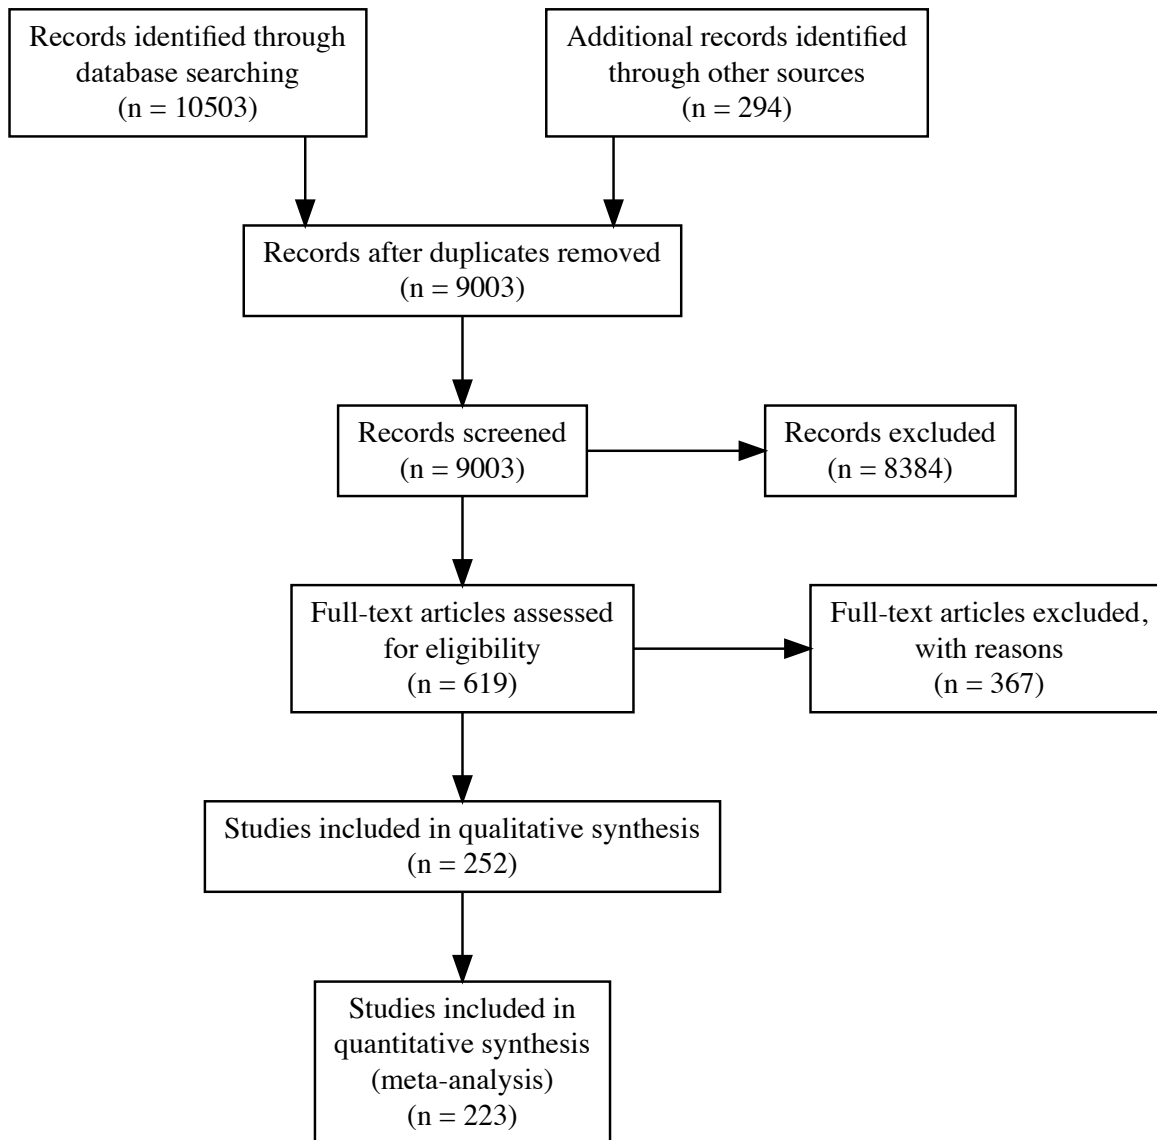 Records identified through
database searching
(n = 10503)
Additional records identified
through other sources
(n = 294)
Records after duplicates removed
(n = 9003)
Records screened
(n = 9003)
Records excluded
(n = 8384)
Full-text articles assessed
for eligibility
(n = 619)
Full-text articles excluded,
with reasons
(n = 367)
Studies included in qualitative synthesis
(n = 252)
Studies included in
quantitative synthesis
(meta-analysis)
(n = 223)